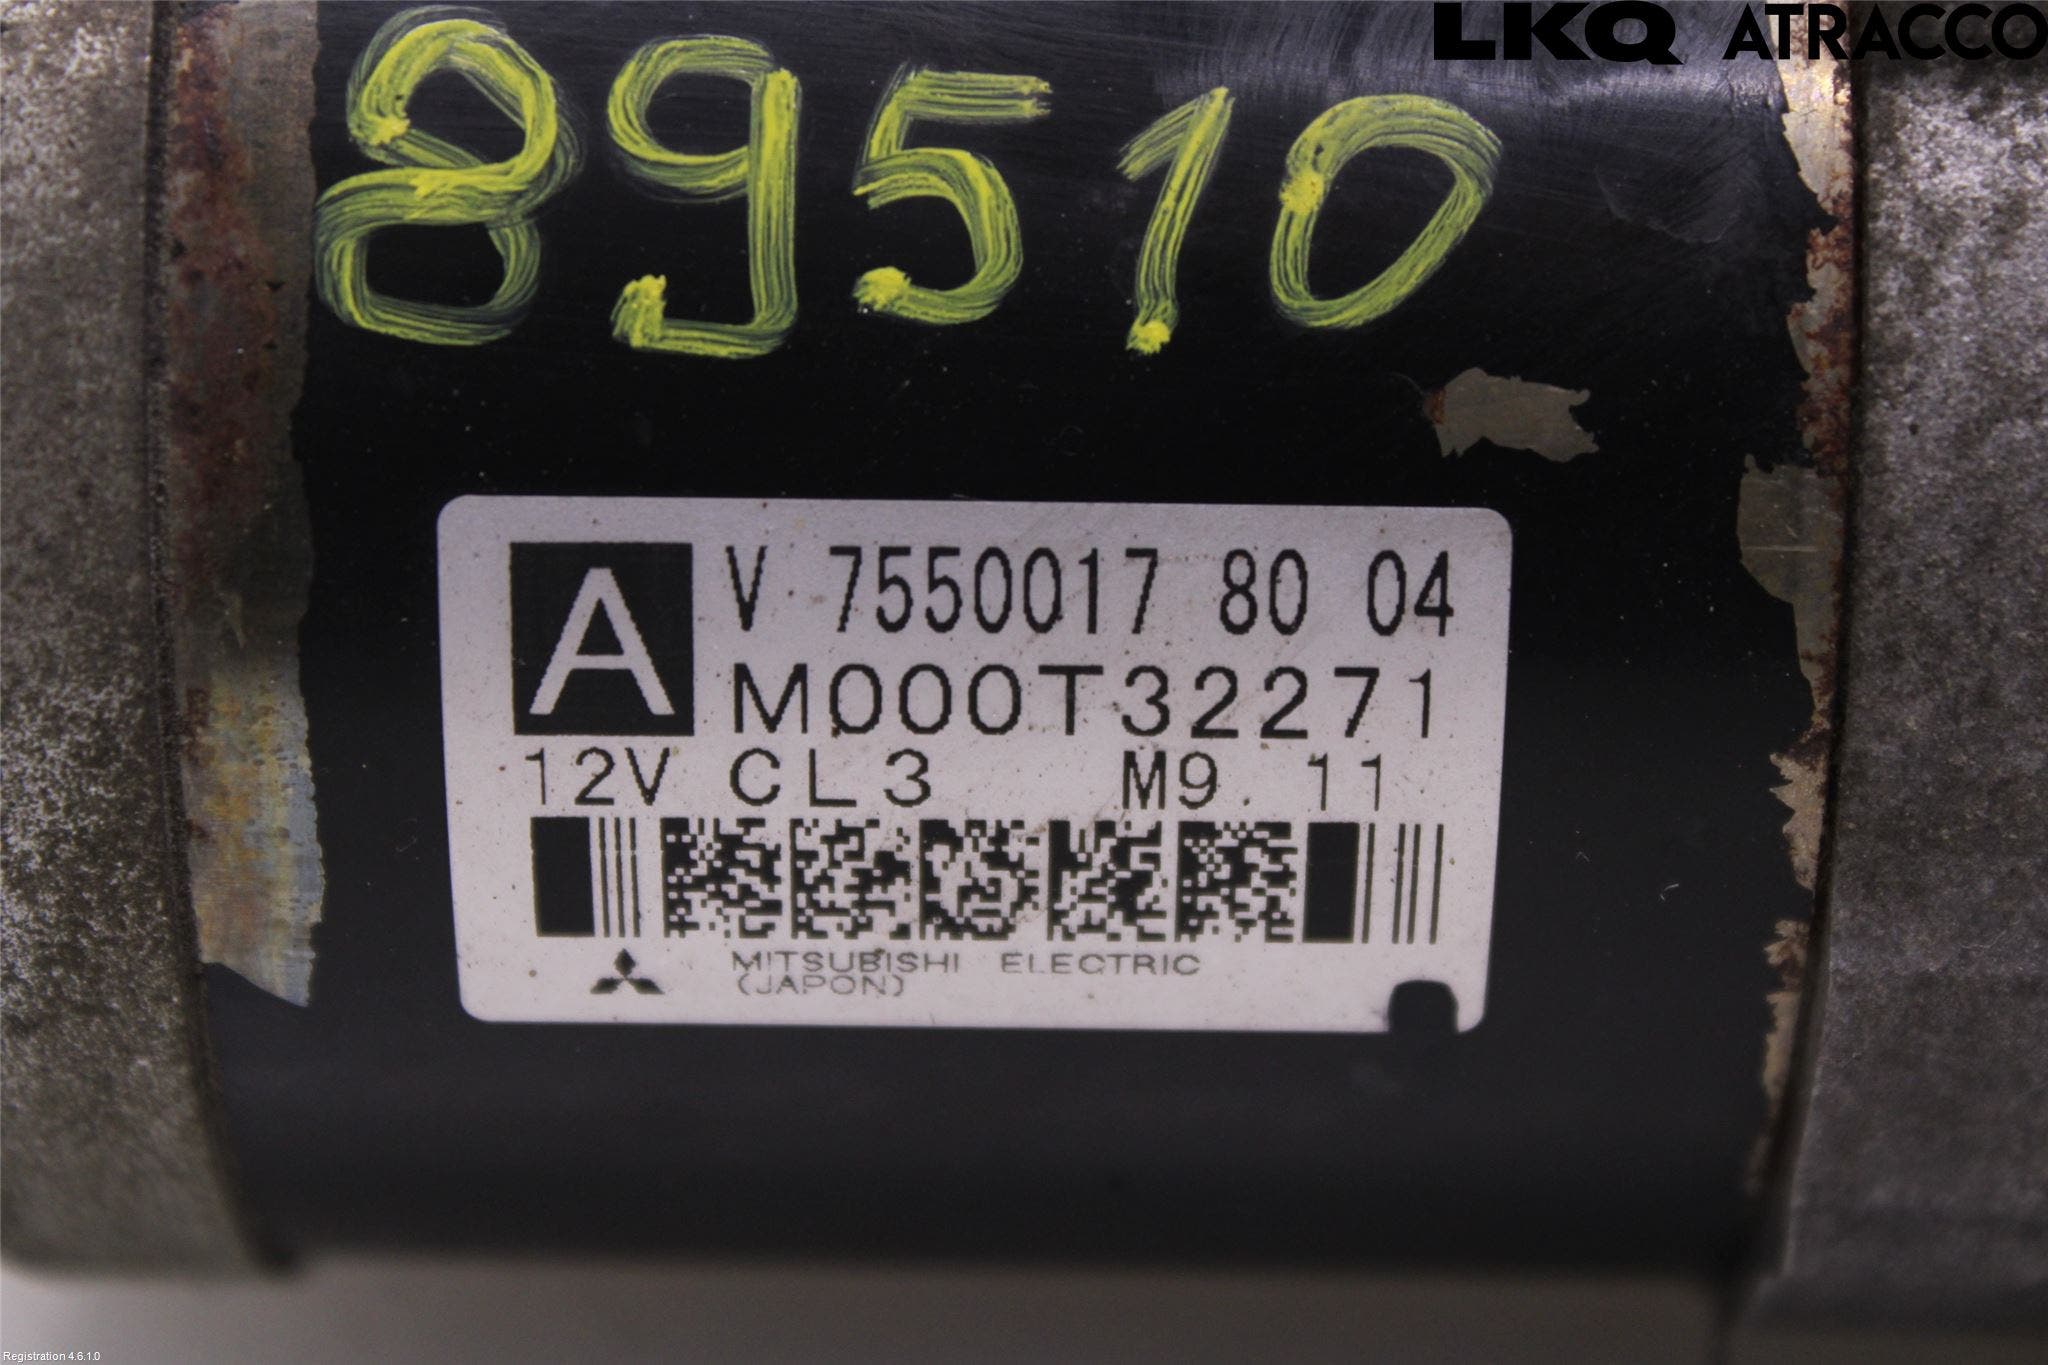 LKQ ATRACCO
89510
A
V 7550017 80 04
M000T32271
12V CL3 M9. 11
MITSUBISHI ELECTRIC
(JAPON)
Registration 4.6.1.0